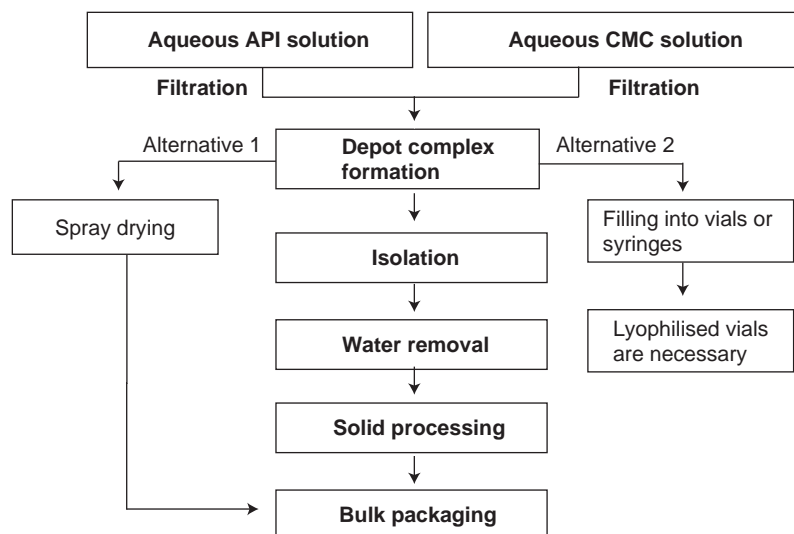 Aqueous API solution
Aqueous CMC solution
Filtration
Filtration
Alternative 1
Depot complex
formation
Alternative 2
Spray drying
Filling into vials or
syringes
Isolation
Lyophilised vials
are necessary
Water removal
Solid processing
Bulk packaging